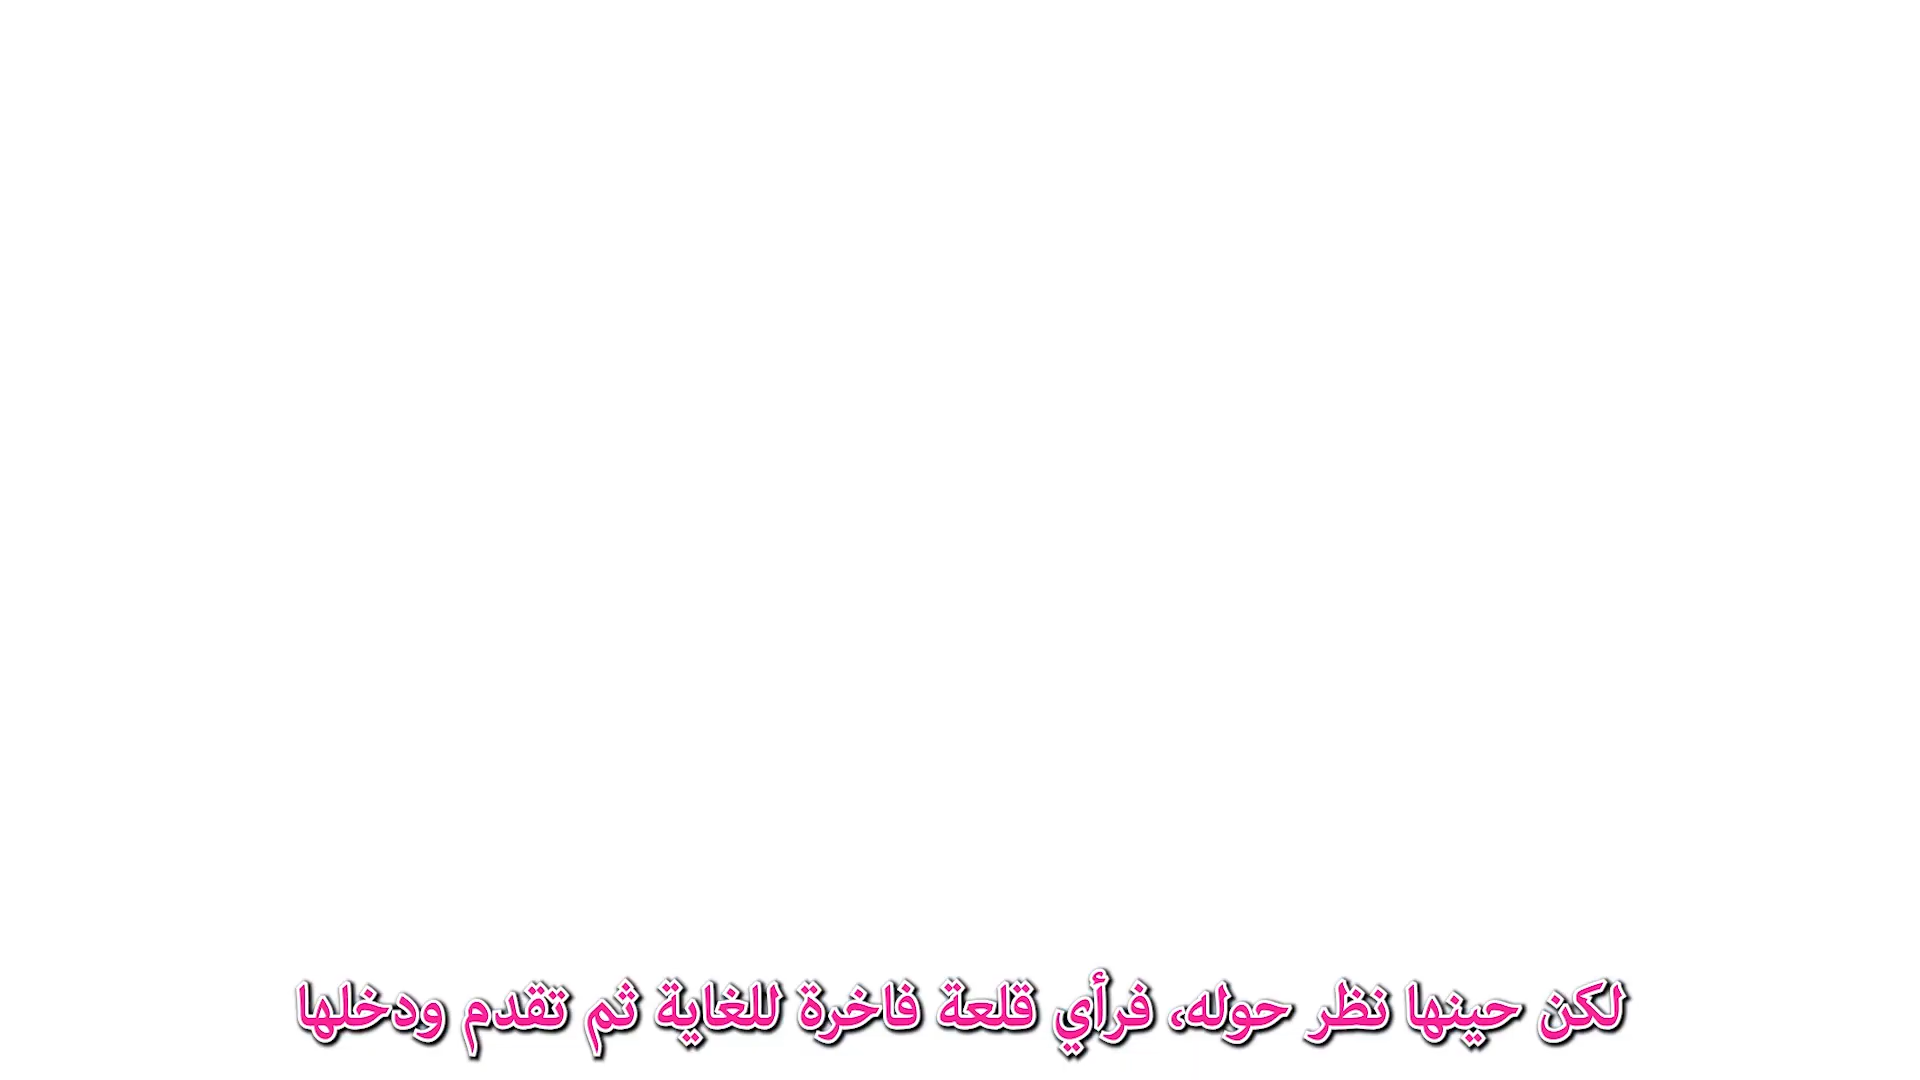 لكن حينها نظر حوله، فرأي قلعة فاخرة للغاية ثم تقدم ودخلها